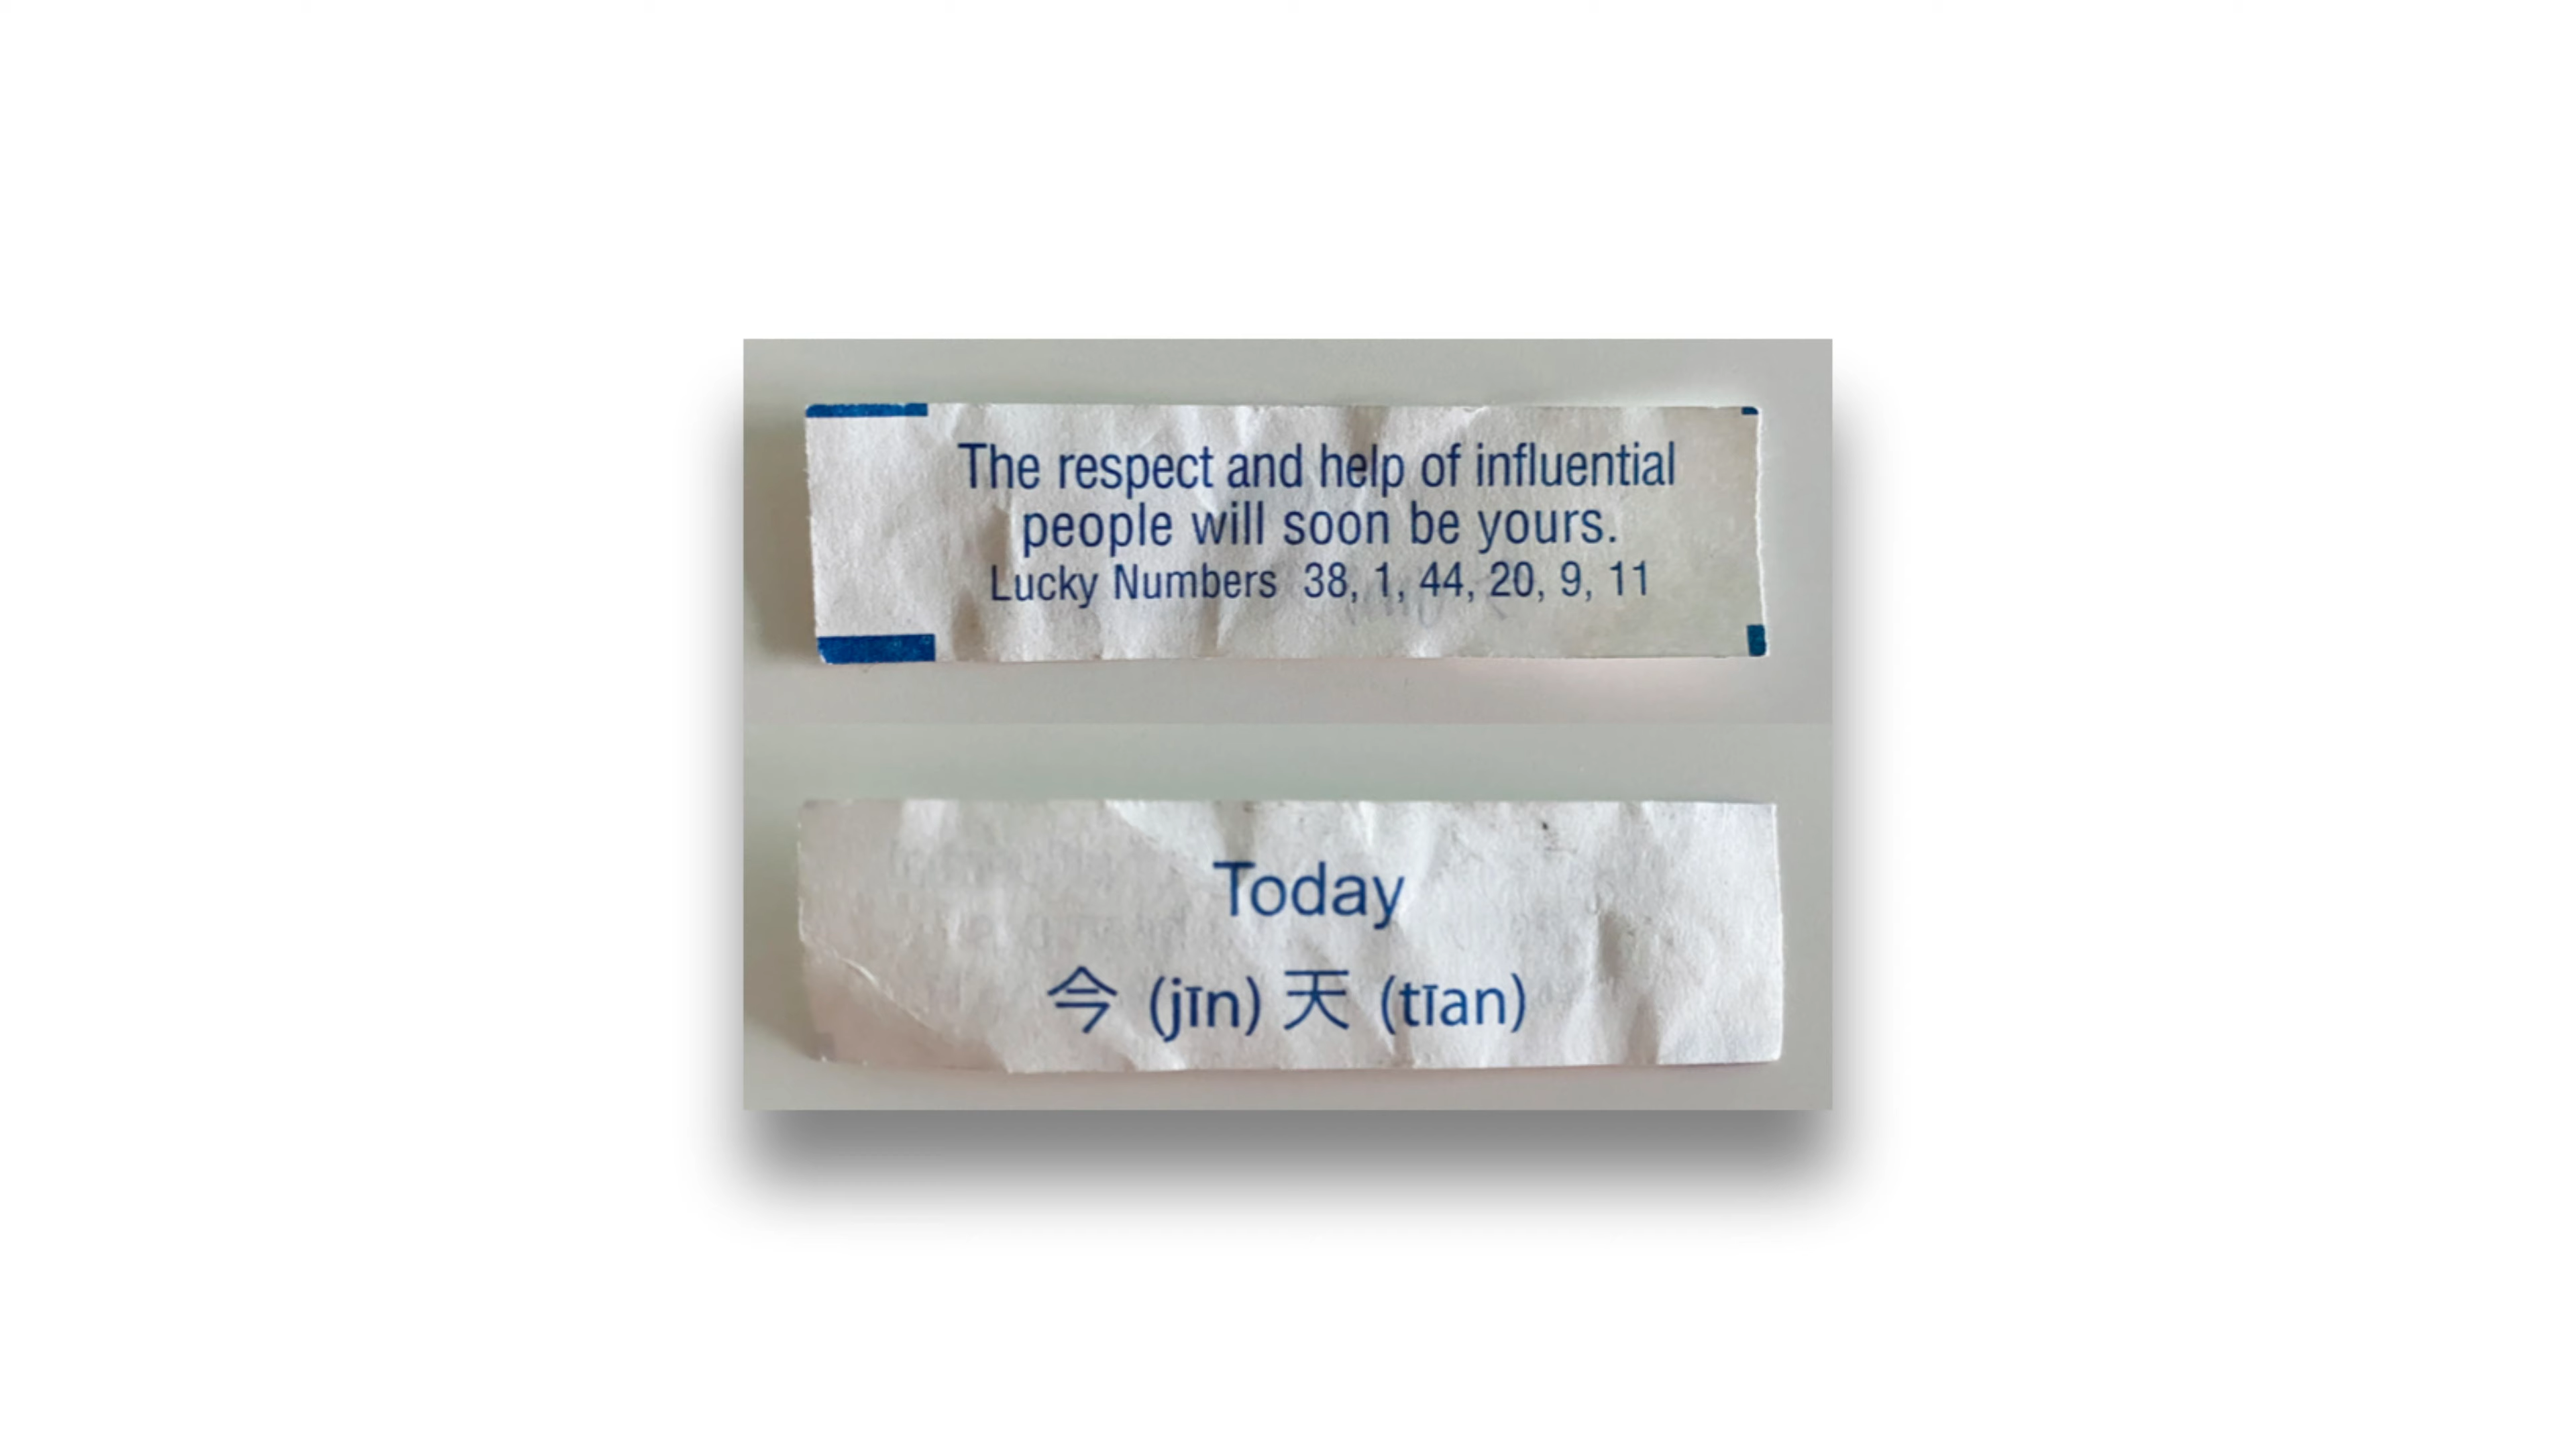 The respect and help of influential
people will soon be yours.
Lucky Numbers 38, 1, 44, 20, 9, 11
Today
今 (jīn) 天 (tīan)